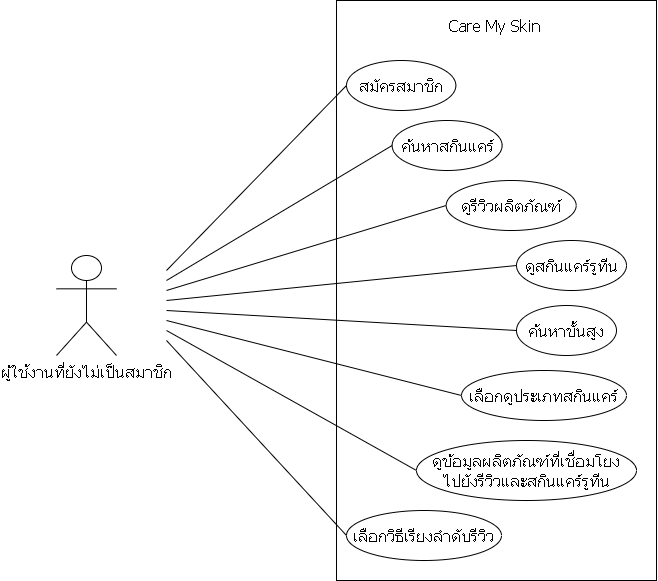 Care My Skin
สมัครสมาชิก
ค้นหาสกินแคร์
ดูรีวิวผลิตภัณฑ์
ดูสกินแคร์รูทีน
ค้นหาขั้นสูง
ผู้ใช้งานที่ยังไม่เป็นสมาชิก
เลือกดูประเภทสกินแคร์
ดูข้อมูลผลิตภัณฑ์ที่เชื่อมโยง
ไปยังรีวิวและสกินแคร์รูทีน
เลือกวิธีเรียงลำดับรีวิว